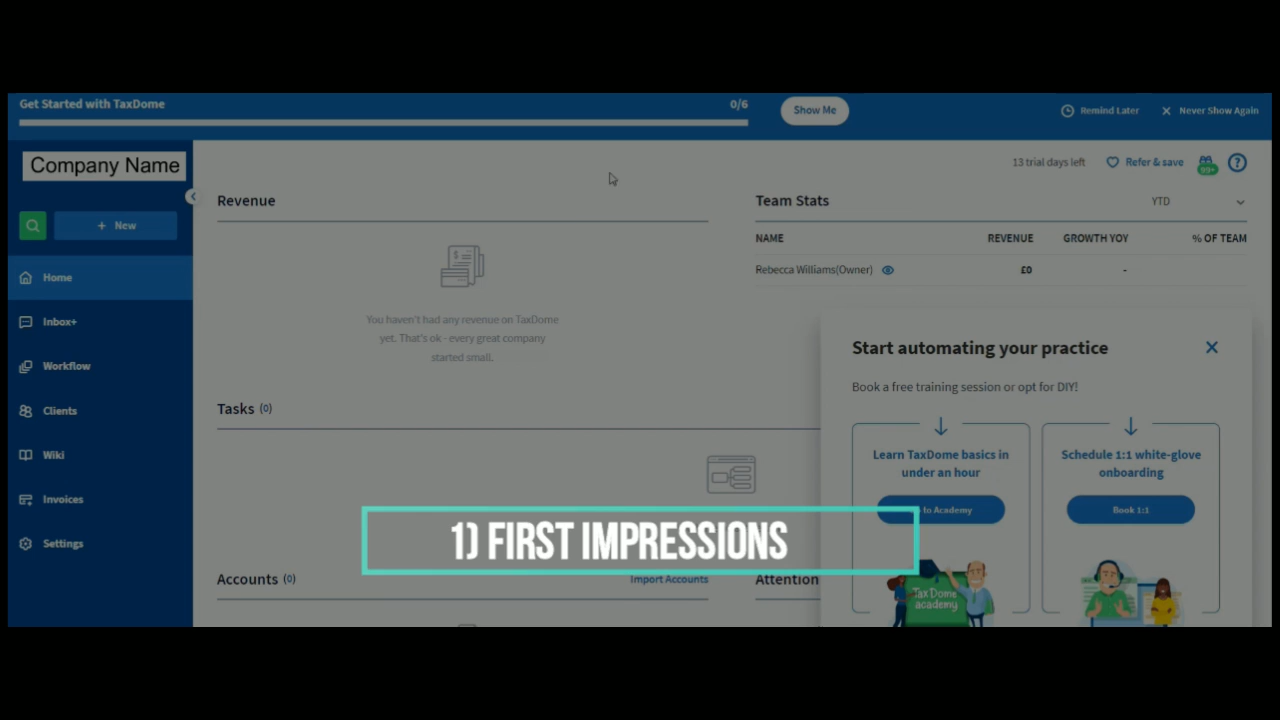 Get Started with TaxDome
0/6
Show Me
Remind Later
Never Show Again
Company Name
13 trial days left
Refer & save
99+
?
+ New
Home
Inbox+
Workflow
Clients
Wiki
Invoices
Settings
Revenue
You haven't had any revenue on TaxDome
yet. That's ok - every great company
started small.
Team Stats
YTD
NAME REVENUE GROWTH YOY % OF TEAM
Rebecca Williams(Owner) £0 -
Tasks (0)
Start automating your practice
Book a free training session or opt for DIY!
Learn TaxDome basics in
under an hour
to Academy
Schedule 1:1 white-glove
onboarding
Book 1:1
1) FIRST IMPRESSIONS
Accounts (0)
Import Accounts
Attention
TaxDome
academy